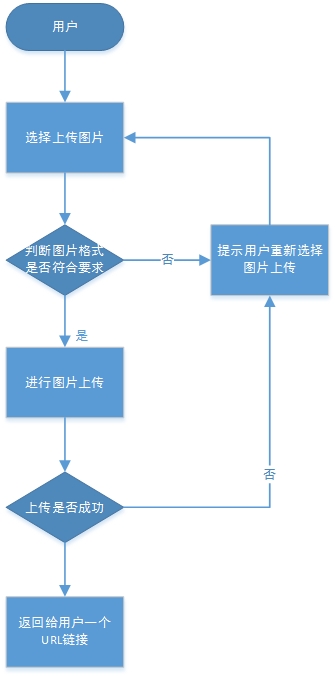 用户
选择上传图片
判断图片格式
是否符合要求
否
提示用户重新选择
图片上传
是
进行图片上传
否
上传是否成功
返回给用户一个
URL链接